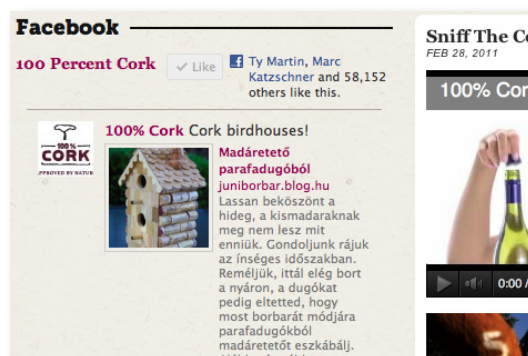 Facebook
100 Percent Cork
Like
Ty Martin, Marc
Katzschner and 58,152
others like this.
100%
CORK
APPROVED BY NATUR
100% Cork Cork birdhouses!
Madáretető
parafadugóból
juniborbar.blog.hu
Lassan beköszönt a
hideg, a kismadaraknak
meg nem lesz mit
enniük. Gondoljunk rájuk
az ínséges időszakban.
Reméljük, ittál elég bort
a nyáron, a dugókat
pedig eltetted, hogy
most borbarát módjára
parafadugókból
madáretetőt eszkábálj.
Sniff The Co
FEB 28, 2011
100% Cor
0:00 /
5